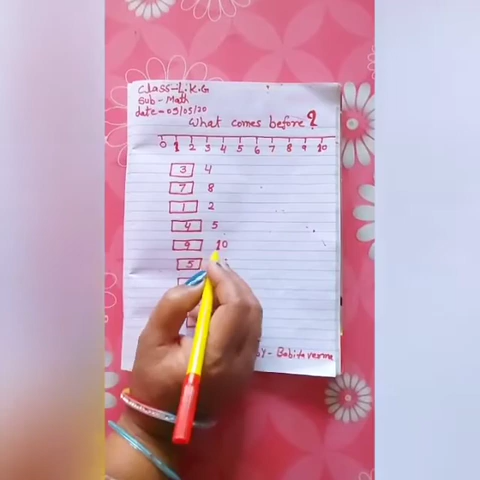 Class-L.K.G
Sub - Math
date = 05/05/20
What comes before ?
0 1 2 3 4 5 6 7 8 9 10
3 4
7 8
1 2
4 5
9 10
5
By - Babita verma